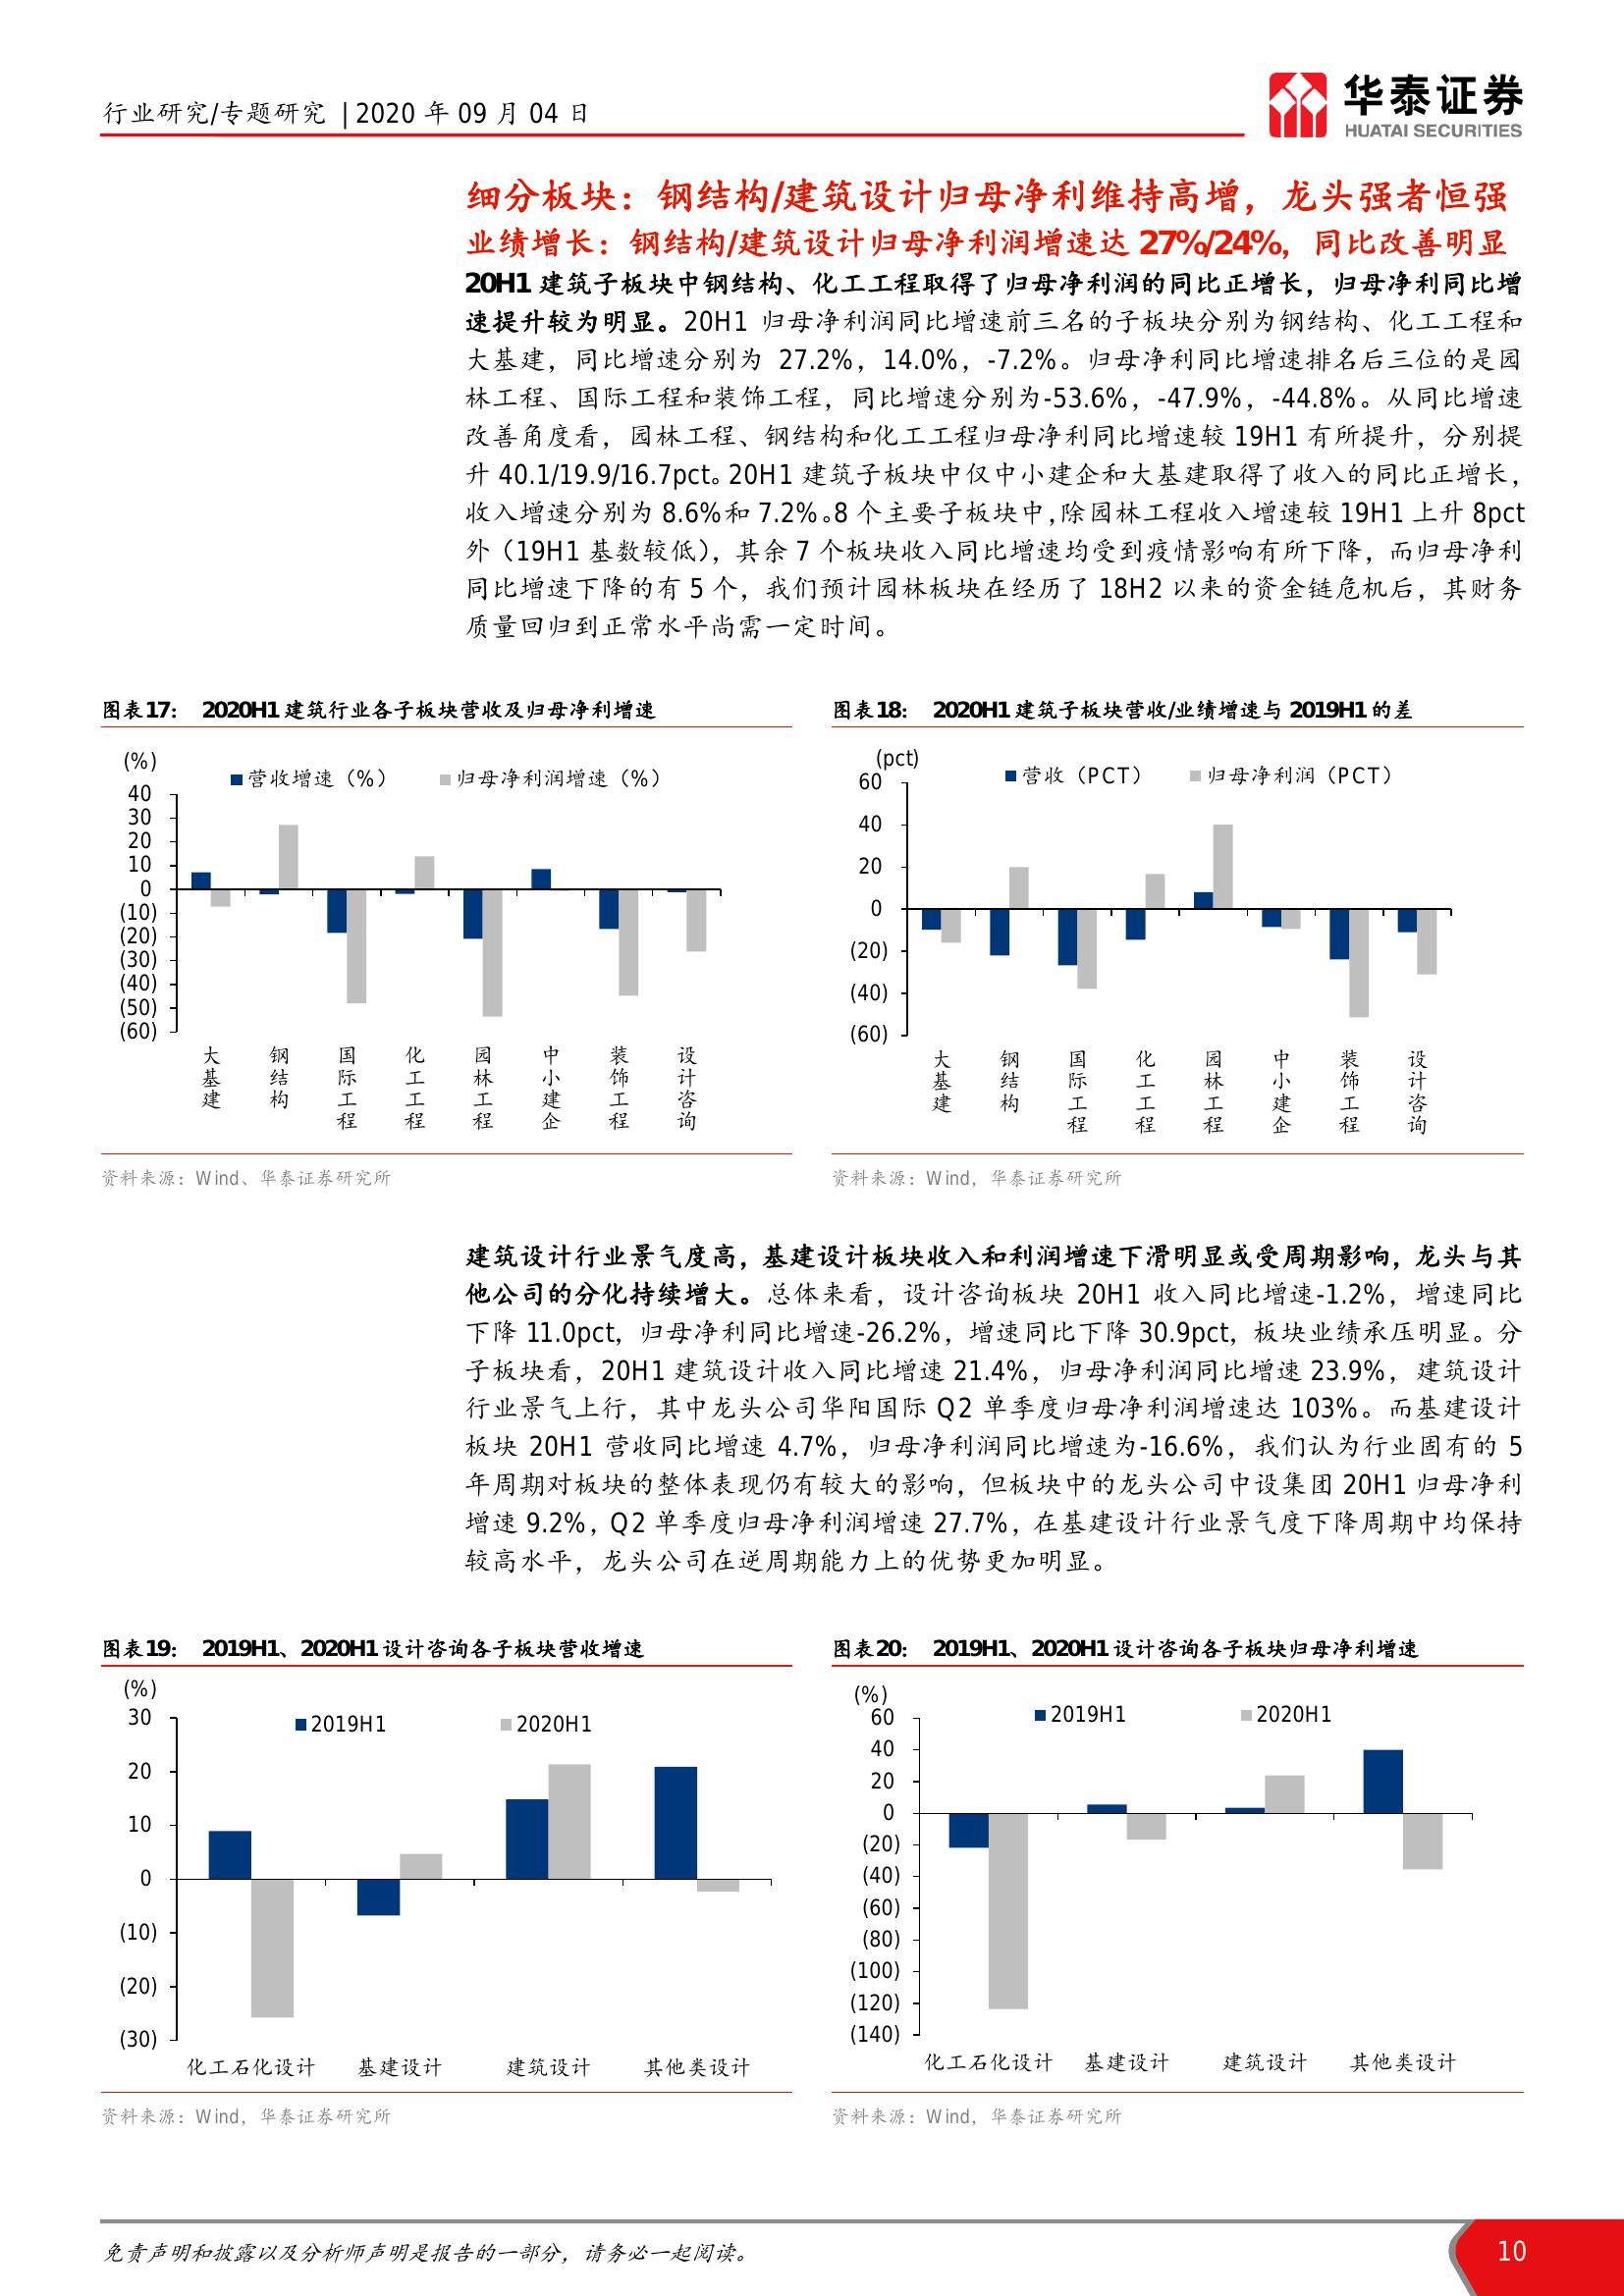 行业研究/专题研究 | 2020 年 09 月 04 日
华泰证券
HUATAI SECURITIES
细分板块：钢结构/建筑设计归母净利维持高增，龙头强者恒强
业绩增长：钢结构/建筑设计归母净利润增速达 27%/24%，同比改善明显
20H1 建筑子板块中钢结构、化工工程取得了归母净利润的同比正增长，归母净利同比增
速提升较为明显。20H1 归母净利润同比增速前三名的子板块分别为钢结构、化工工程和
大基建，同比增速分别为 27.2%，14.0%，-7.2%。归母净利同比增速排名后三位的是园
林工程、国际工程和装饰工程，同比增速分别为-53.6%，-47.9%，-44.8%。从同比增速
改善角度看，园林工程、钢结构和化工工程归母净利同比增速较 19H1 有所提升，分别提
升 40.1/19.9/16.7pct。20H1 建筑子板块中仅中小建企和大基建取得了收入的同比正增长，
收入增速分别为 8.6%和 7.2%。8 个主要子板块中，除园林工程收入增速较 19H1 上升 8pct
外（19H1 基数较低），其余 7 个板块收入同比增速均受到疫情影响有所下降，而归母净利
同比增速下降的有 5 个，我们预计园林板块在经历了 18H2 以来的资金链危机后，其财务
质量回归到正常水平尚需一定时间。
图表17： 2020H1 建筑行业各子板块营收及归母净利增速
(%)
营收增速（%） 归母净利润增速（%）
40
30
20
10
0
(10)
(20)
(30)
(40)
(50)
(60)
大基建 钢结构 国际工程 化工工程 园林工程 中小建企 装饰工程 设计咨询
资料来源：Wind、华泰证券研究所
图表18： 2020H1 建筑子板块营收/业绩增速与 2019H1 的差
(pct)
营收（PCT） 归母净利润（PCT）
60
40
20
0
(20)
(40)
(60)
大基建 钢结构 国际工程 化工工程 园林工程 中小建企 装饰工程 设计咨询
资料来源：Wind，华泰证券研究所
建筑设计行业景气度高，基建设计板块收入和利润增速下滑明显或受周期影响，龙头与其
他公司的分化持续增大。总体来看，设计咨询板块 20H1 收入同比增速-1.2%，增速同比
下降 11.0pct，归母净利同比增速-26.2%，增速同比下降 30.9pct，板块业绩承压明显。分
子板块看，20H1 建筑设计收入同比增速 21.4%，归母净利润同比增速 23.9%，建筑设计
行业景气上行，其中龙头公司华阳国际 Q2 单季度归母净利润增速达 103%。而基建设计
板块 20H1 营收同比增速 4.7%，归母净利润同比增速为-16.6%，我们认为行业固有的 5
年周期对板块的整体表现仍有较大的影响，但板块中的龙头公司中设集团 20H1 归母净利
增速 9.2%，Q2 单季度归母净利润增速 27.7%，在基建设计行业景气度下降周期中均保持
较高水平，龙头公司在逆周期能力上的优势更加明显。
图表19： 2019H1、2020H1 设计咨询各子板块营收增速
(%)
2019H1 2020H1
30
20
10
0
(10)
(20)
(30)
化工石化设计 基建设计 建筑设计 其他类设计
资料来源：Wind，华泰证券研究所
图表20： 2019H1、2020H1 设计咨询各子板块归母净利增速
(%)
2019H1 2020H1
60
40
20
0
(20)
(40)
(60)
(80)
(100)
(120)
(140)
化工石化设计 基建设计 建筑设计 其他类设计
资料来源：Wind，华泰证券研究所
免责声明和披露以及分析师声明是报告的一部分，请务必一起阅读。
10